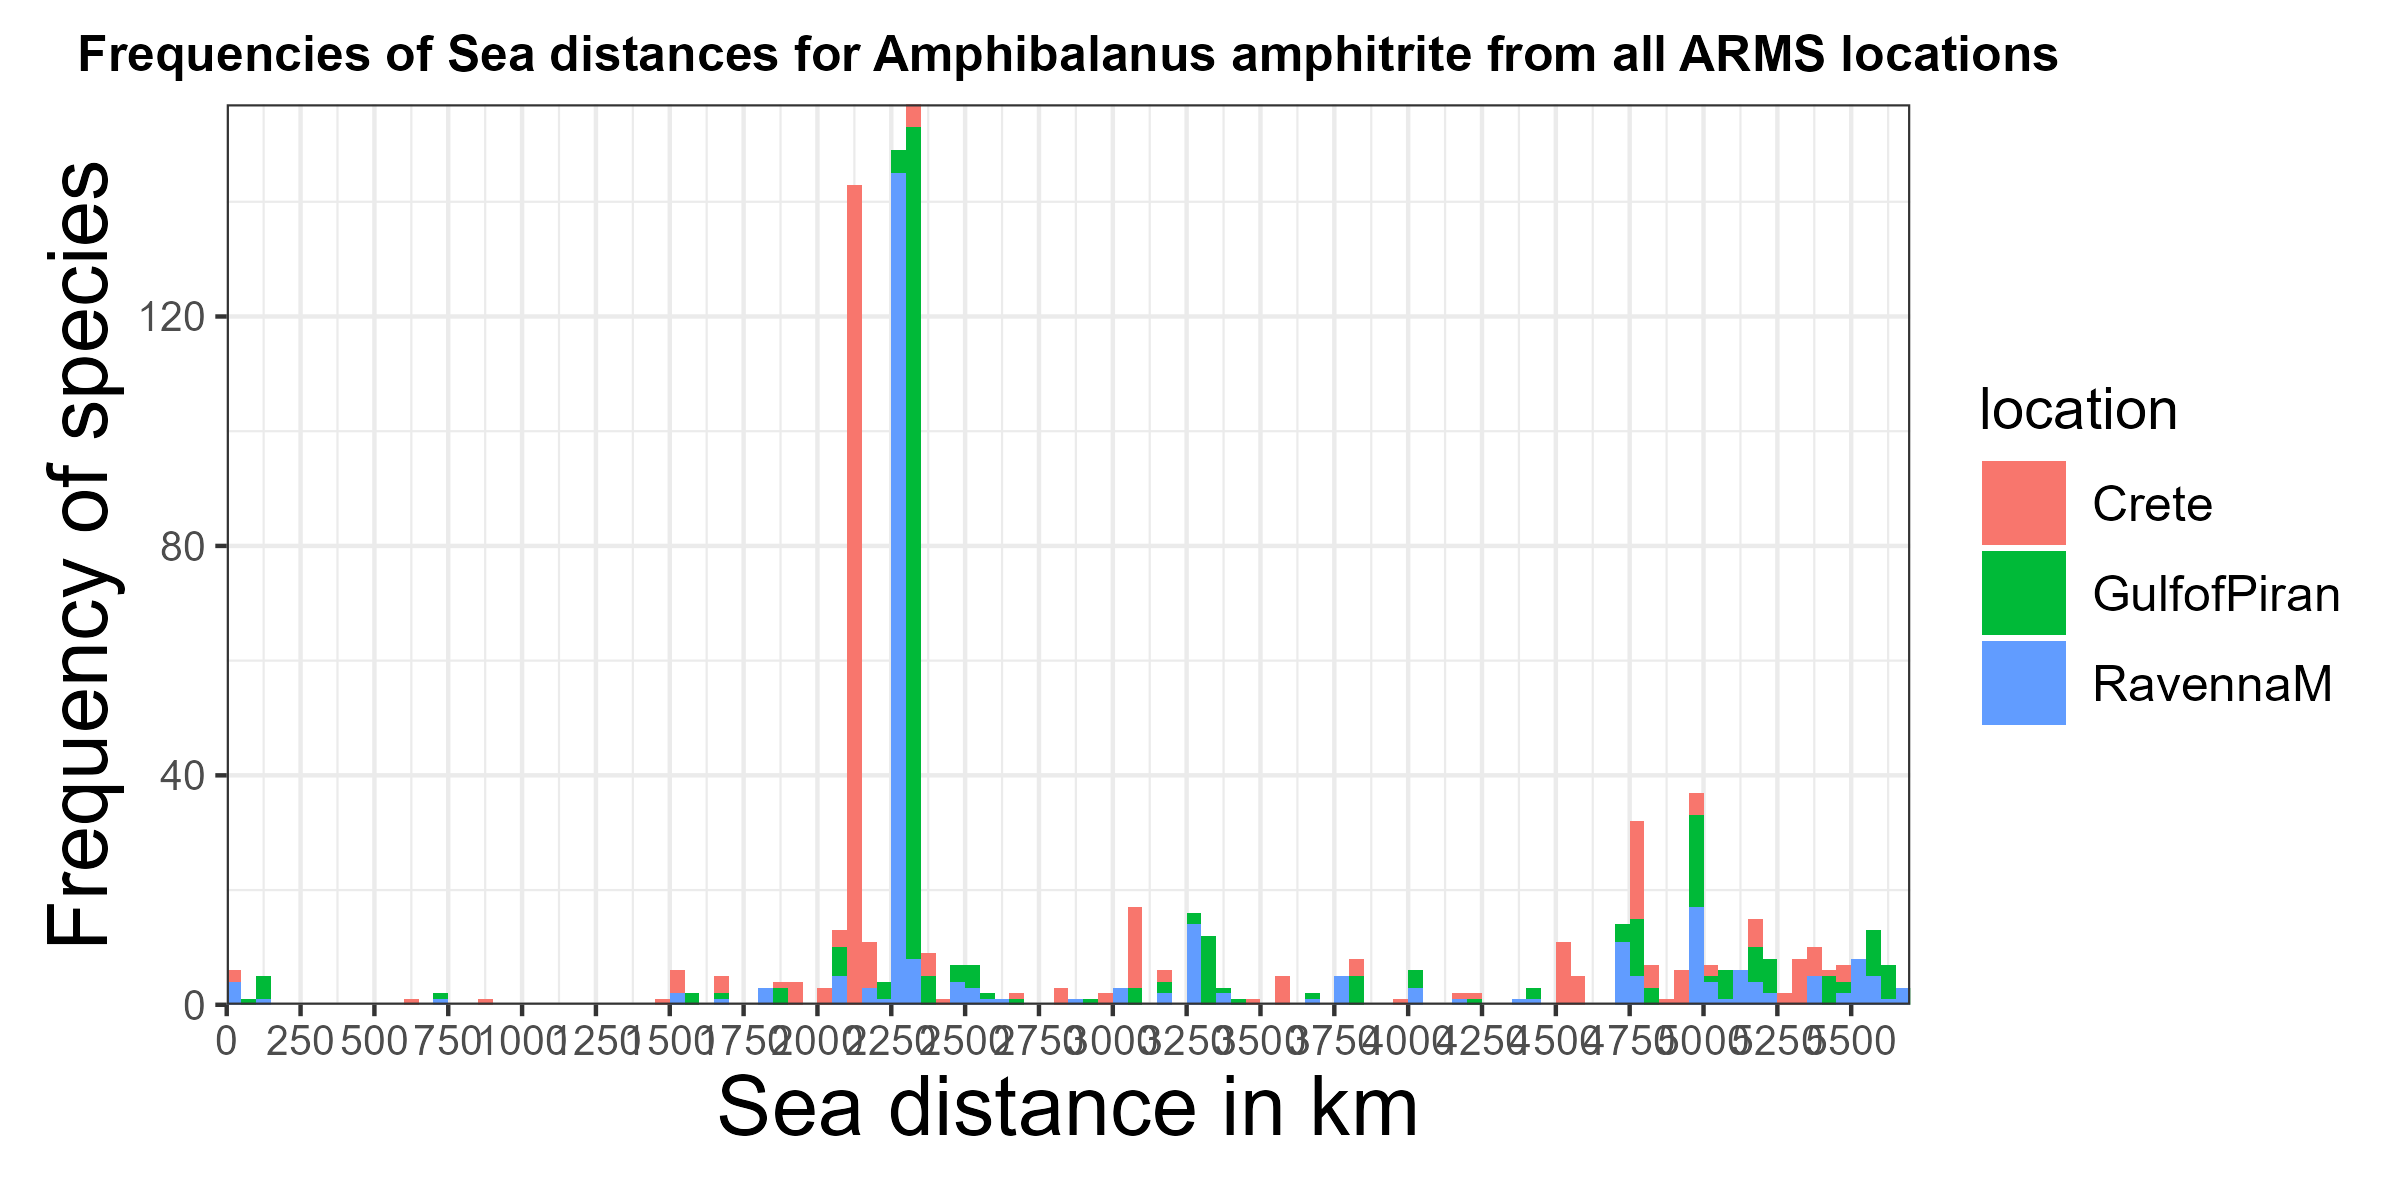 Frequencies of Sea distances for Amphibalanus amphitrite from all ARMS locations
Frequency of species
120
80
40
0
0 250 500 750 1000 1250 1500 1750 2000 2250 2500 2750 3000 3250 3500 3750 4000 4250 4500 4750 5000 5250 5500
Sea distance in km
location
Crete
GulfofPiran
RavennaM